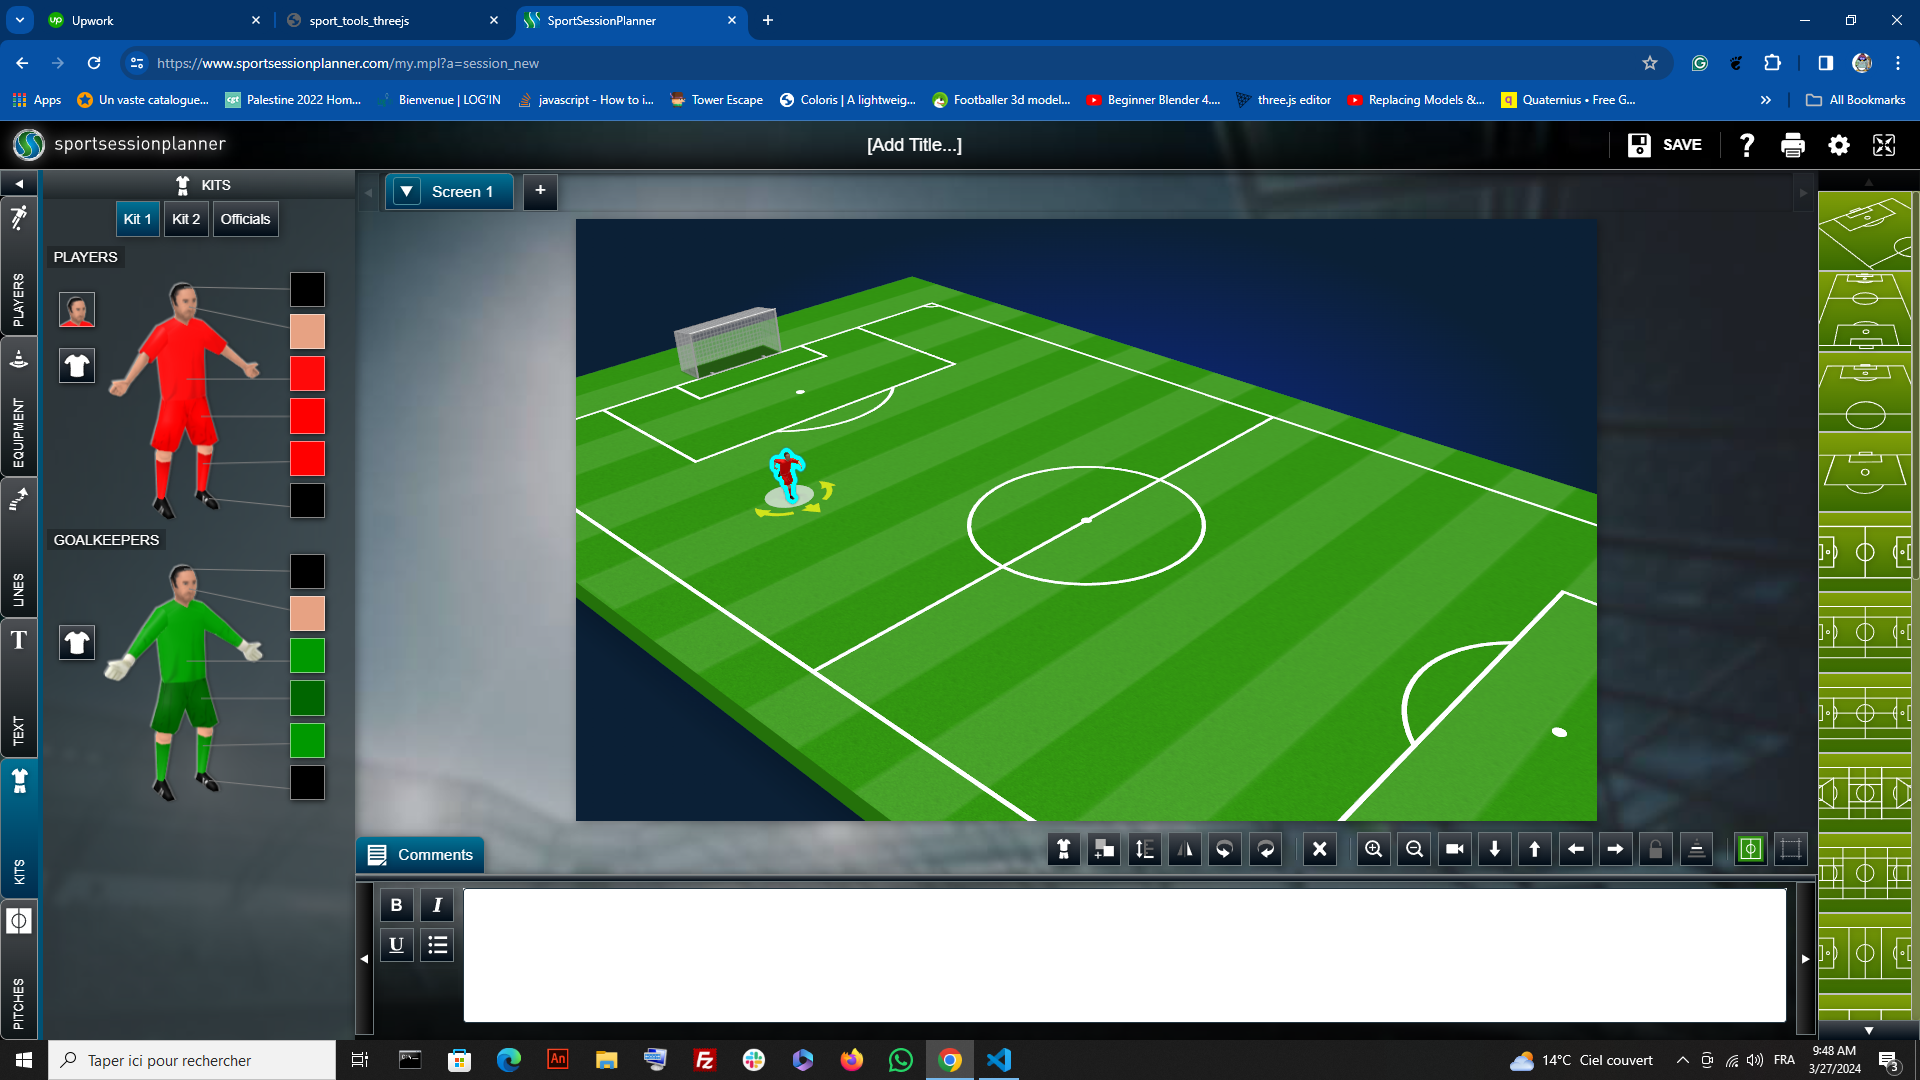 Upwork
sport_tools_threejs
SportSessionPlanner
https://www.sportsessionplanner.com/my.mpl?a=session_new
Apps
Un vaste catalogue...
cgt
Palestine 2022 Hom...
Bienvenue | LOG'IN
javascript - How to i...
Tower Escape
Coloris | A lightweig...
Footballer 3d model...
Beginner Blender 4....
three.js editor
Replacing Models &...
q
Quaternius • Free G...
»
All Bookmarks
sportsessionplanner
[Add Title...]
SAVE
?
KITS
Screen 1
+
Kit 1
Kit 2
Officials
PLAYERS
GOALKEEPERS
PLAYERS
EQUIPMENT
LINES
T
TEXT
KITS
PITCHES
Comments
B
I
U
Taper ici pour rechercher
An
FZ
14°C Ciel couvert
FRA
9:48 AM
3/27/2024
3